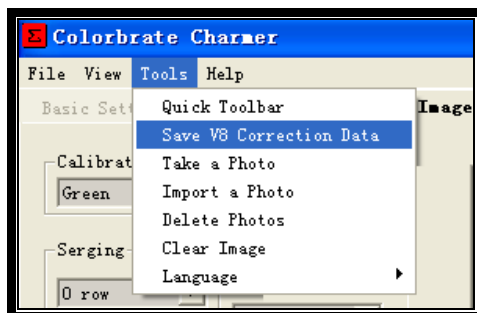 Σ Colorbrate Charmer
File View Tools Help
Basic Sett
Image
Quick Toolbar
Save V8 Correction Data
Take a Photo
Import a Photo
Delete Photos
Clear Image
Language
Calibrat
Green
Serging
0 row